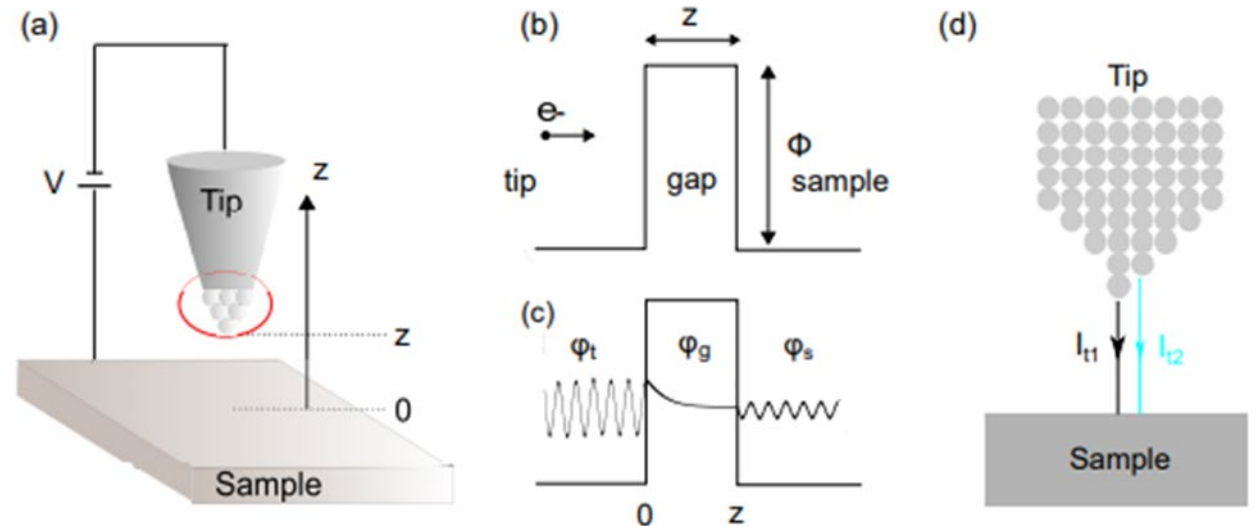 (a)
V
Tip
z
z
0
Sample
(b)
z
e-
Φ
tip
gap
sample
(c)
φt
φg
φs
0
z
(d)
Tip
It1
It2
Sample